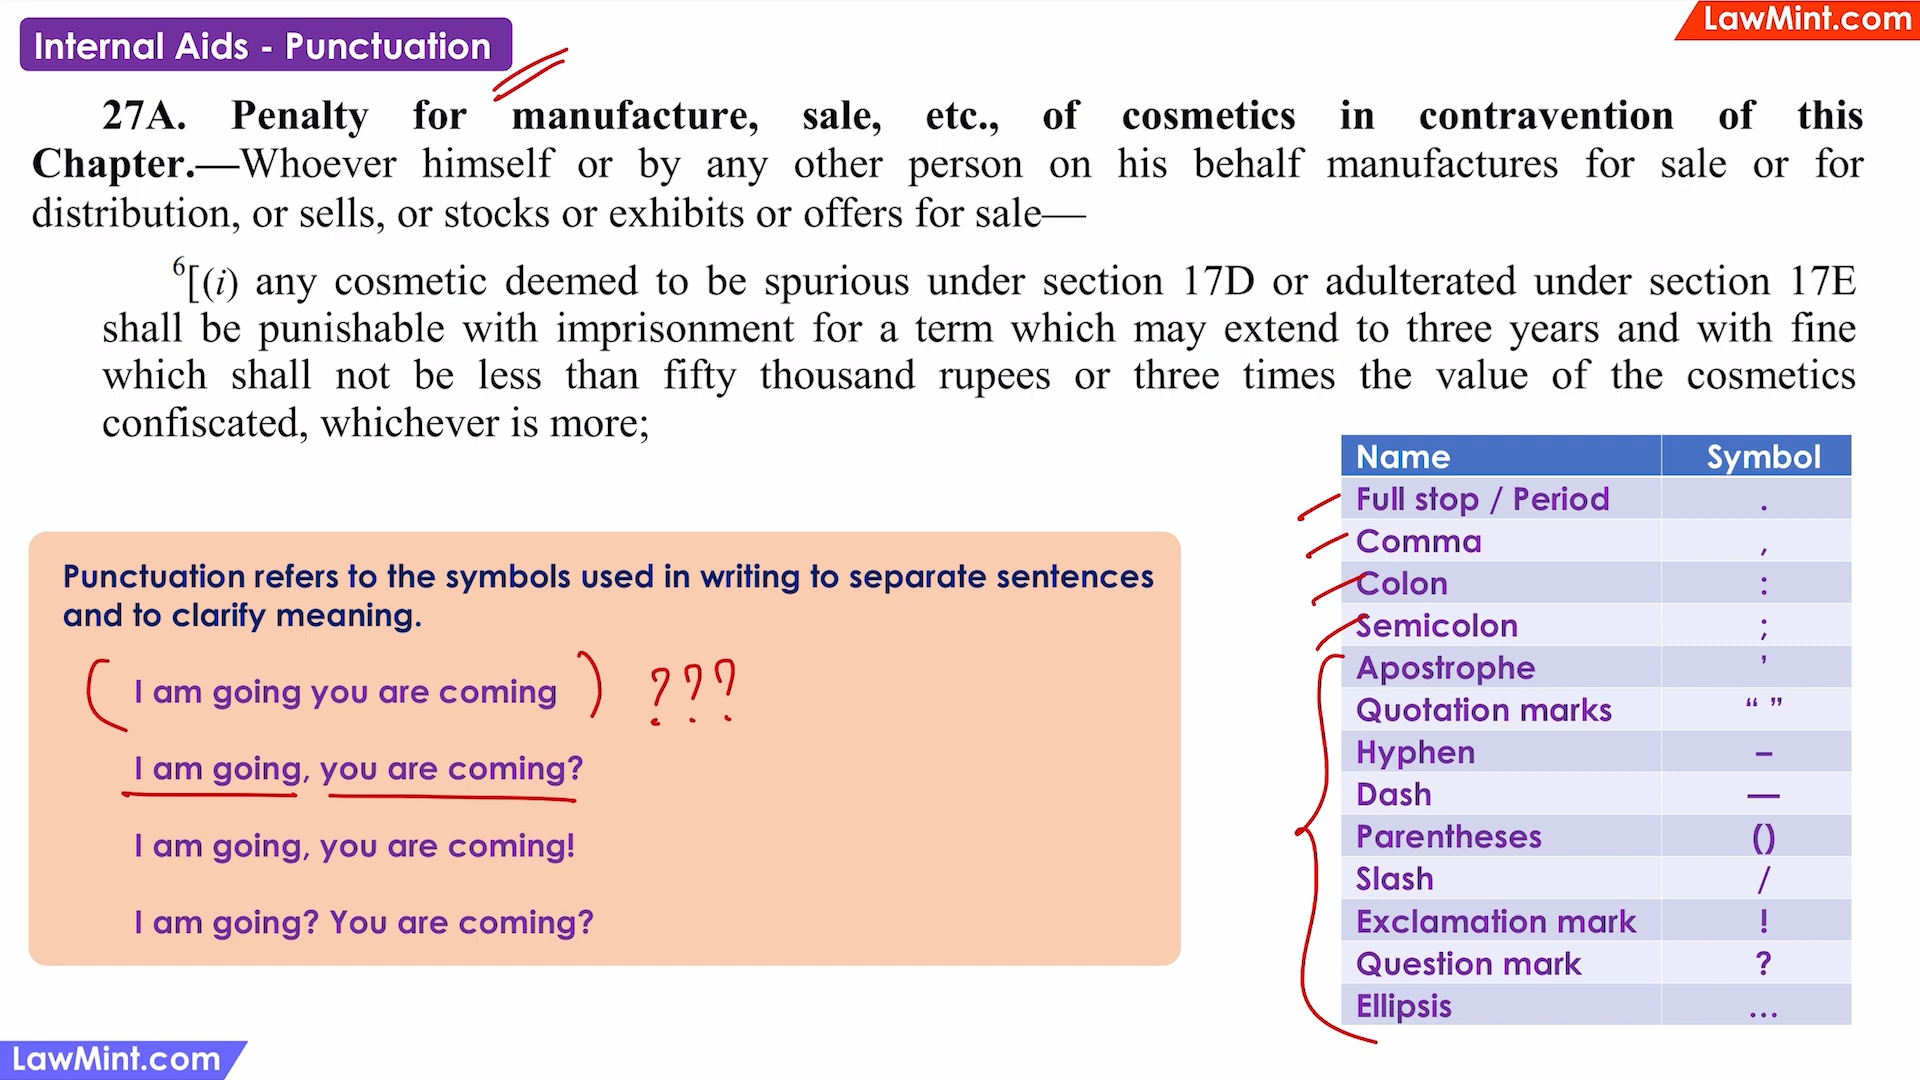 Internal Aids - Punctuation
LawMint.com
27A. Penalty for manufacture, sale, etc., of cosmetics in contravention of this
Chapter.—Whoever himself or by any other person on his behalf manufactures for sale or for
distribution, or sells, or stocks or exhibits or offers for sale—
6[(i) any cosmetic deemed to be spurious under section 17D or adulterated under section 17E
shall be punishable with imprisonment for a term which may extend to three years and with fine
which shall not be less than fifty thousand rupees or three times the value of the cosmetics
confiscated, whichever is more;
Punctuation refers to the symbols used in writing to separate sentences
and to clarify meaning.
( I am going you are coming ) ???
I am going, you are coming?
I am going, you are coming!
I am going? You are coming?
Name Symbol
Full stop / Period .
Comma ,
Colon :
Semicolon ;
Apostrophe ’
Quotation marks “ ”
Hyphen –
Dash —
Parentheses ()
Slash /
Exclamation mark !
Question mark ?
Ellipsis …
LawMint.com